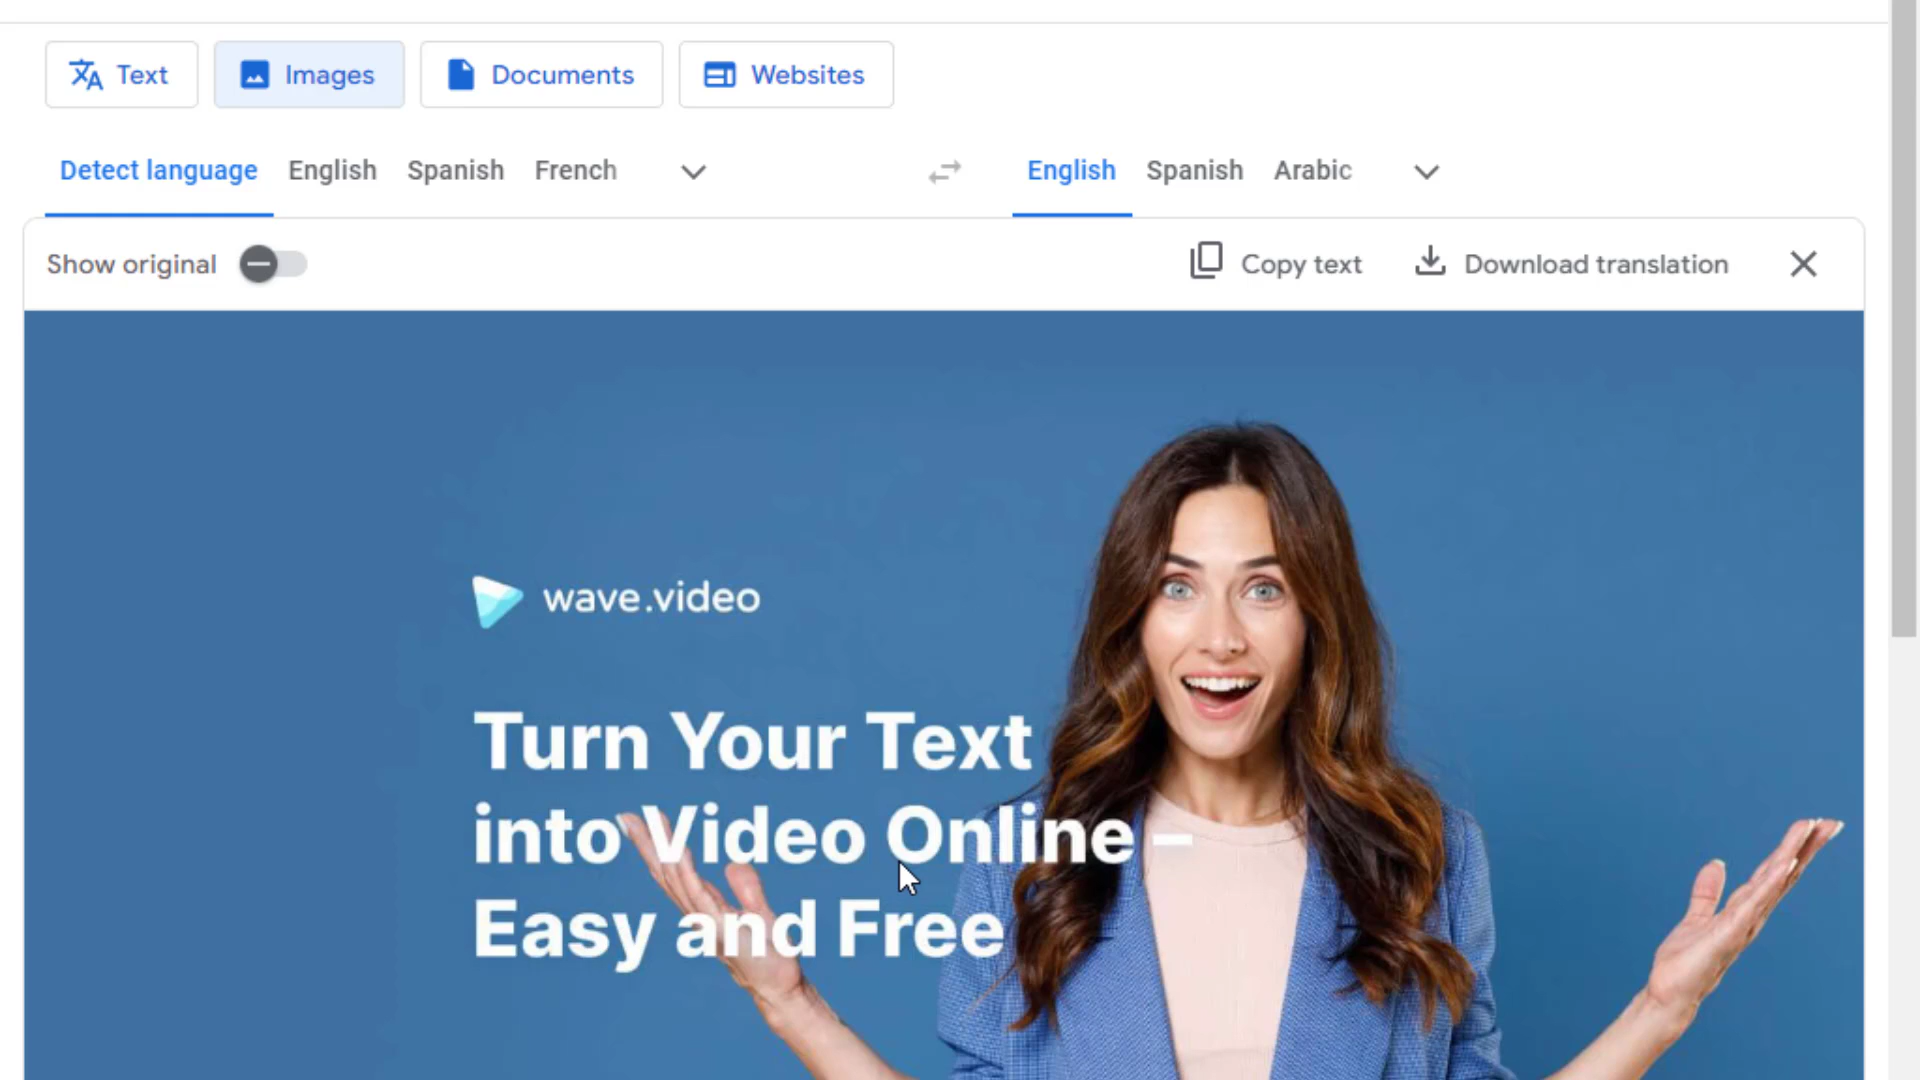 Text Images Documents Websites
Detect language English Spanish French English Spanish Arabic
Show original Copy text Download translation
wave.video
Turn Your Text
into Video Online –
Easy and Free